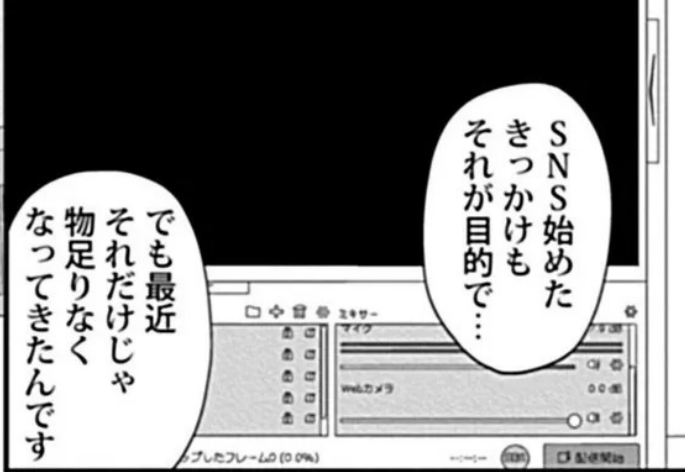 SNS始めた
きっかけも
それが目的で…
でも最近
それだけじゃ
物足りなく
なってきたんです
ミキサー
マイク
Webカメラ
0.0 dB
ップしたフレーム0 (0.0%)
配信開始